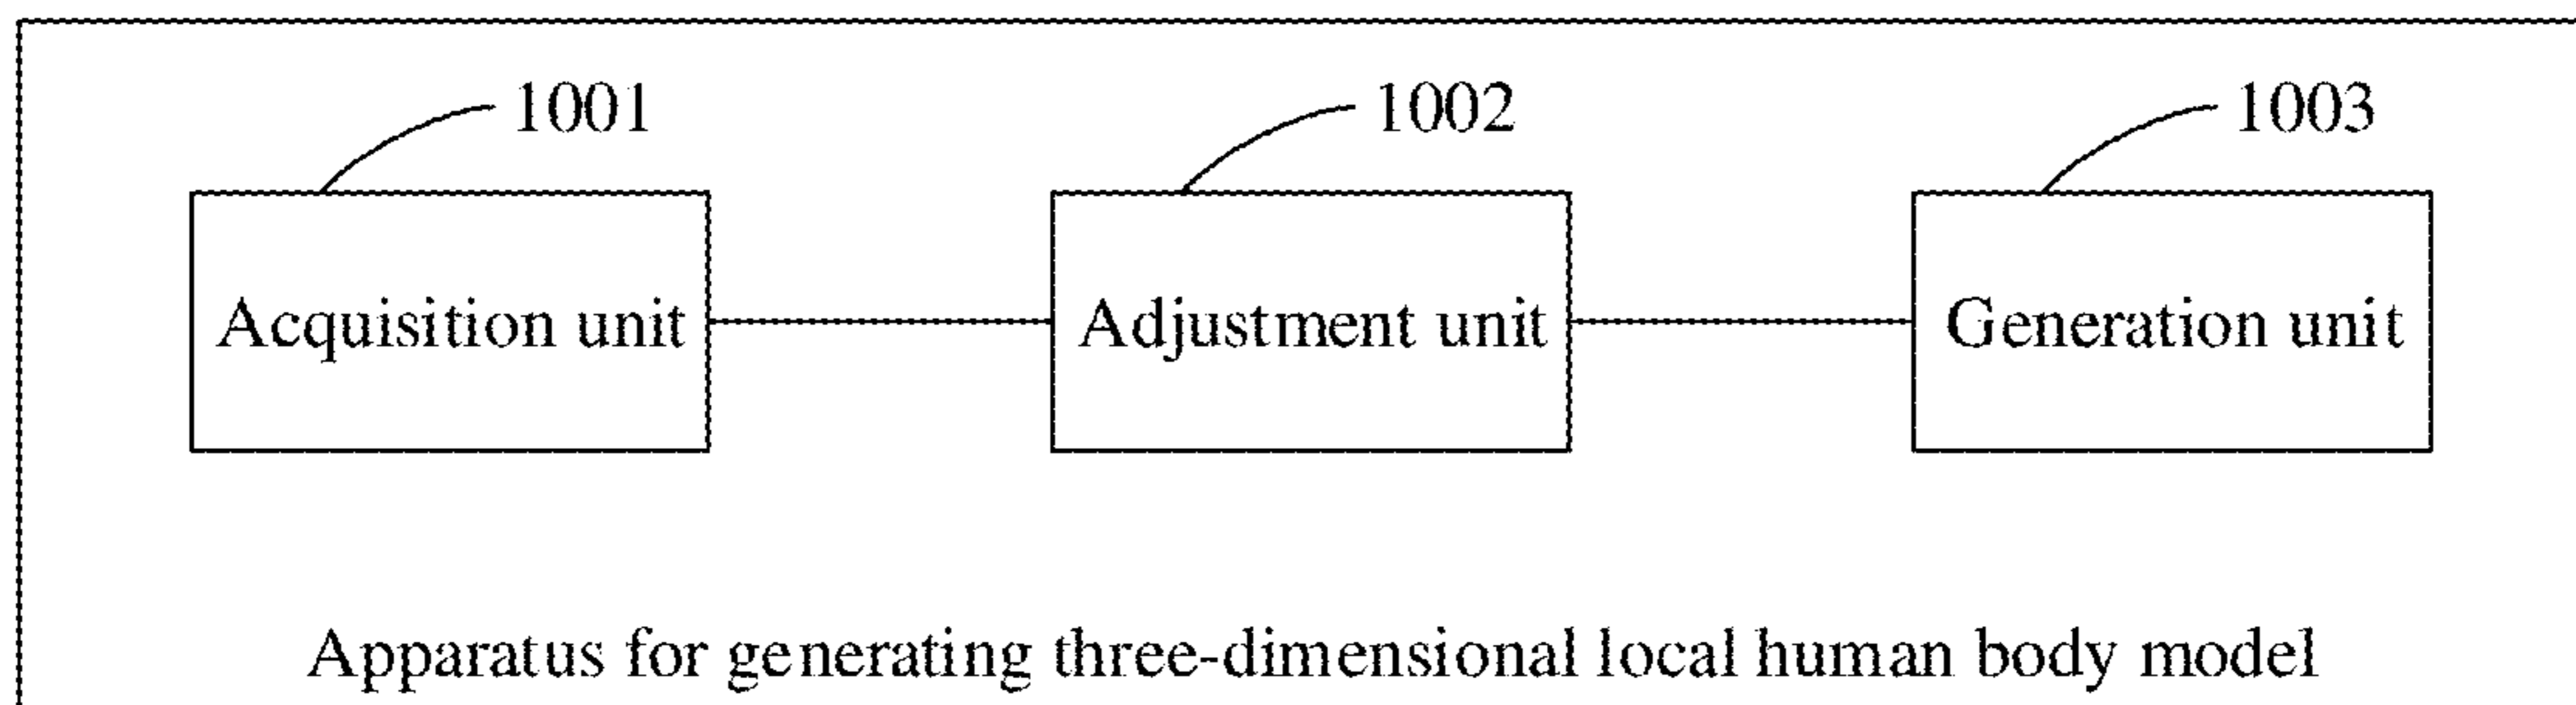 1001 1002 1003
Acquisition unit Adjustment unit Generation unit
Apparatus for generating three-dimensional local human body model